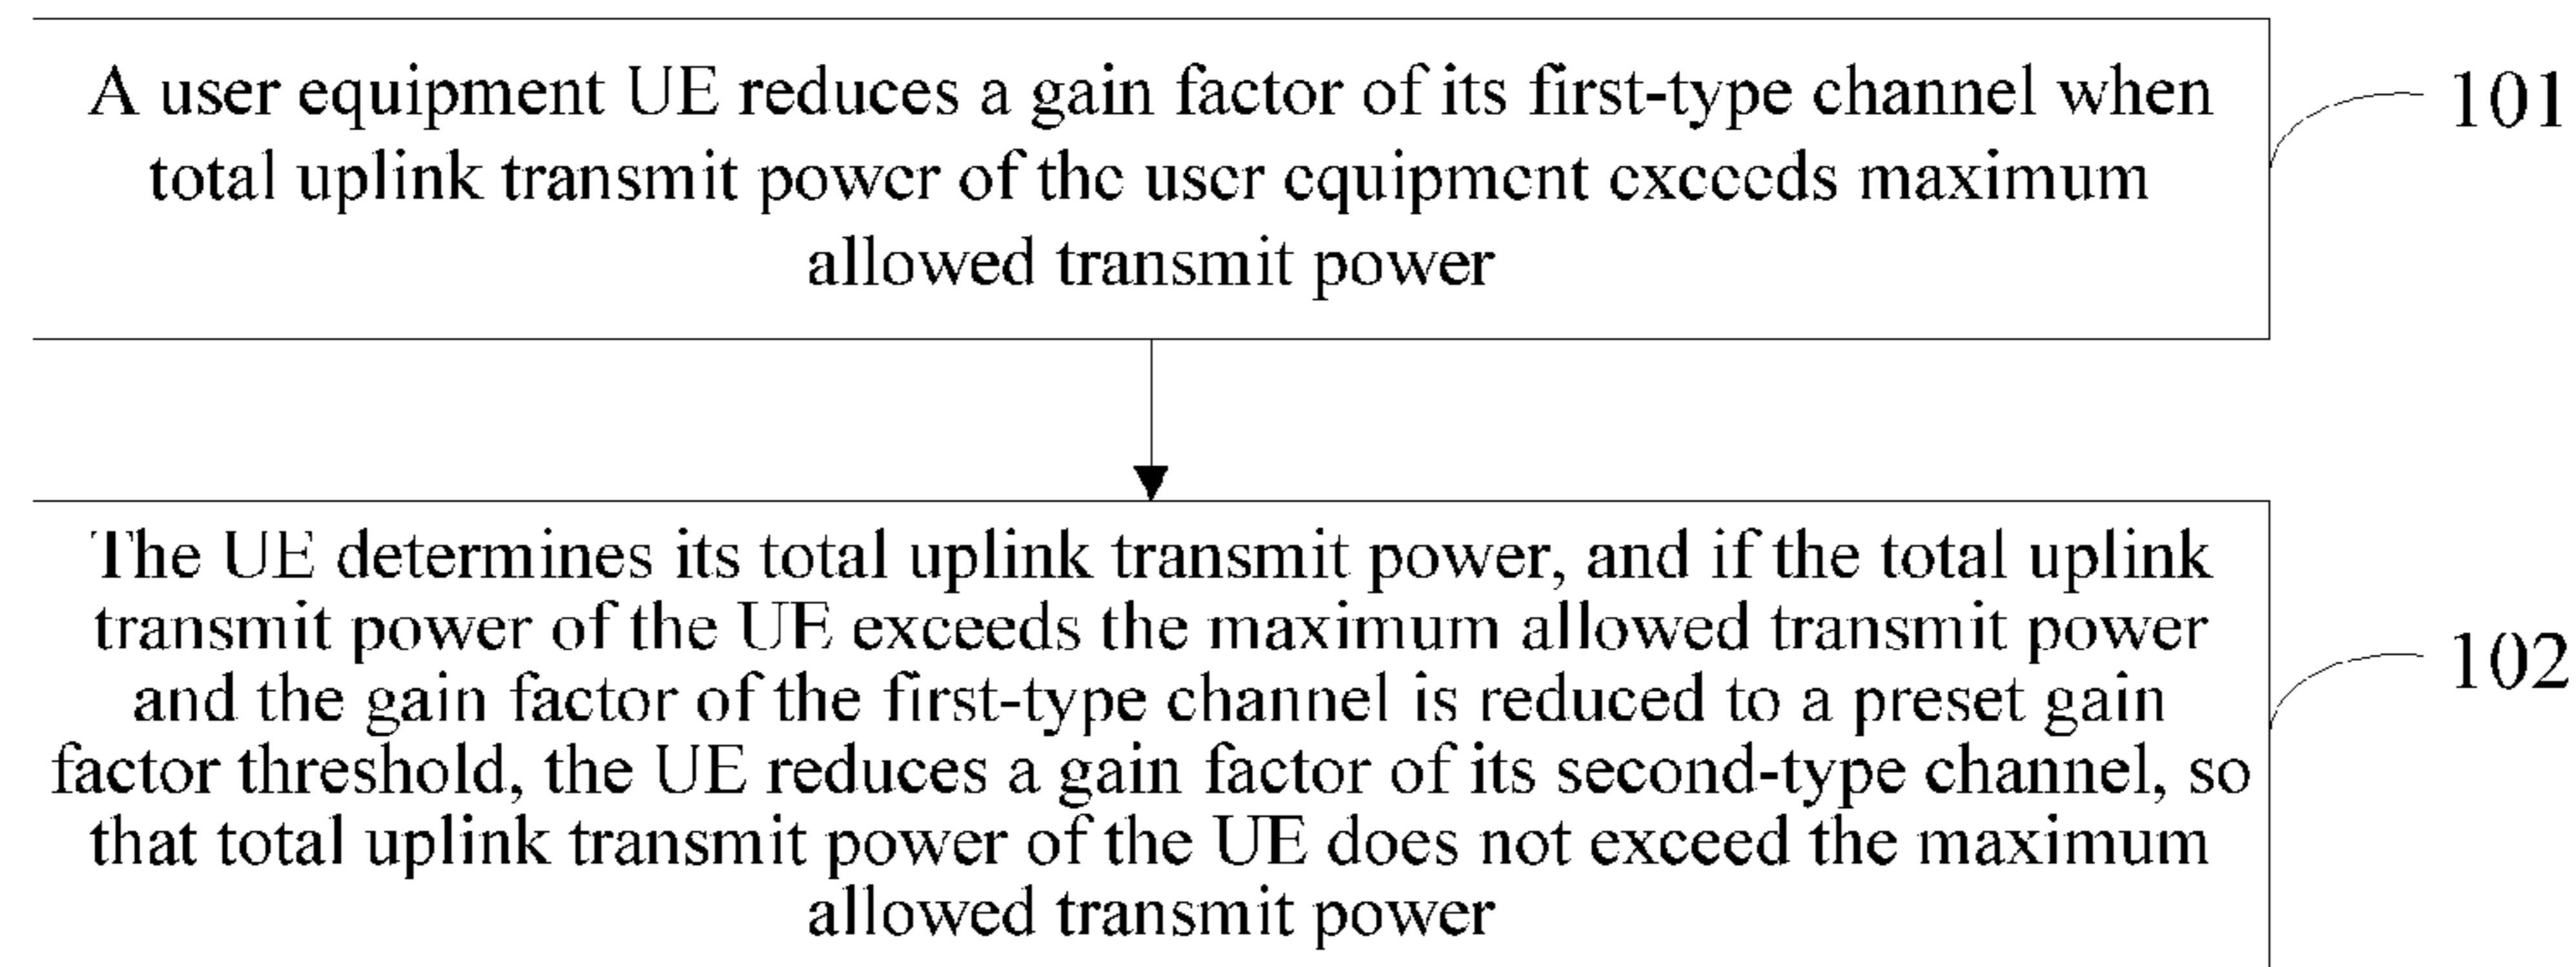 A user equipment UE reduces a gain factor of its first-type channel when
total uplink transmit power of the user equipment exceeds maximum
allowed transmit power
101
The UE determines its total uplink transmit power, and if the total uplink
transmit power of the UE exceeds the maximum allowed transmit power
and the gain factor of the first-type channel is reduced to a preset gain
factor threshold, the UE reduces a gain factor of its second-type channel, so
that total uplink transmit power of the UE does not exceed the maximum
allowed transmit power
102